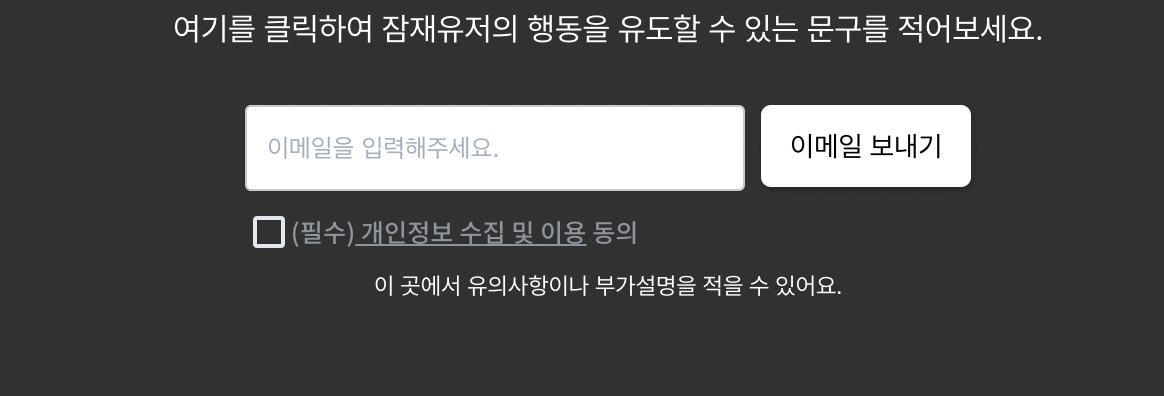 여기를 클릭하여 잠재유저의 행동을 유도할 수 있는 문구를 적어보세요.
이메일을 입력해주세요.
이메일 보내기
(필수) 개인정보 수집 및 이용 동의
이 곳에서 유의사항이나 부가설명을 적을 수 있어요.